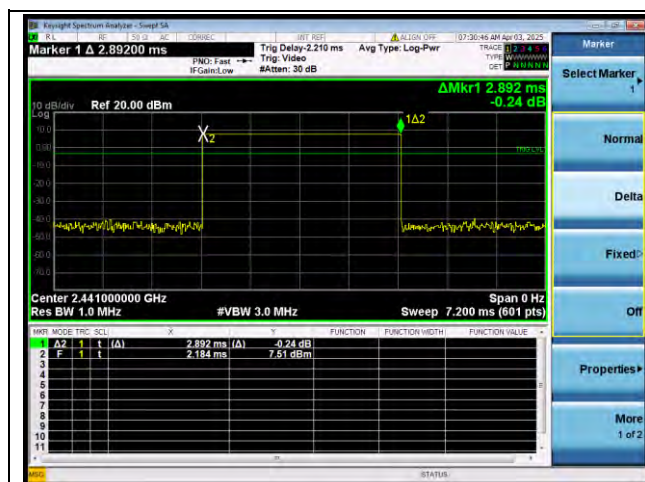 Keysight Spectrum Analyzer - Swept SA
RL RF 50 Ω AC CORREC INT REF ALIGN OFF 07:30:46 AM Apr 03, 2025
Marker 1 Δ 2.89200 ms
Trig Delay-2.210 ms Avg Type: Log-Pwr TRACE 1 2 3 4 5 6
PNO: Fast Trig: Video TYPE
IFGain:Low #Atten: 30 dB DET P N N N N N
ΔMkr1 2.892 ms
-0.24 dB
10 dB/div Ref 20.00 dBm
Log
10.0
0.00
-10.0
-20.0
-30.0
-40.0
-50.0
-60.0
-70.0
X2
1Δ2
TRIG LVL
Center 2.441000000 GHz Span 0 Hz
Res BW 1.0 MHz #VBW 3.0 MHz Sweep 7.200 ms (601 pts)
MKR MODE TRC SCL X Y FUNCTION FUNCTION WIDTH FUNCTION VALUE
1 Δ2 1 t (Δ) 2.892 ms (Δ) -0.24 dB
2 F 1 t 2.184 ms 7.51 dBm
3
4
5
6
7
8
9
10
11
MSG STATUS
Marker
Select Marker
1
Normal
Delta
Fixed
Off
Properties
More
1 of 2